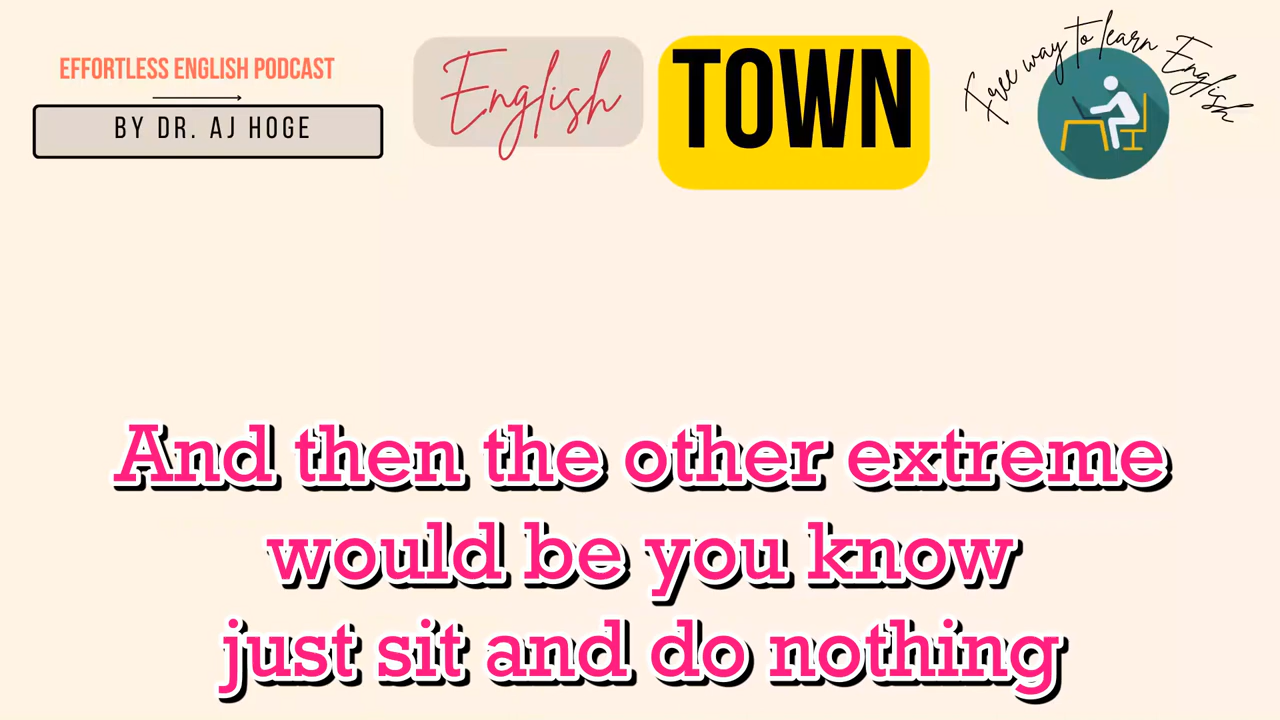 EFFORTLESS ENGLISH PODCAST
BY DR. AJ HOGE
English
TOWN
Free way to learn English
And then the other extreme
would be you know
just sit and do nothing